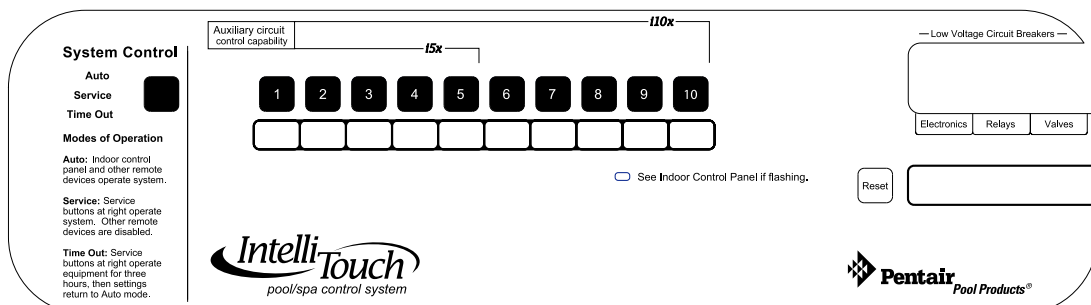 System Control
Auto
Service
Time Out
Modes of Operation
Auto: Indoor control
panel and other remote
devices operate system.
Service: Service
buttons at right operate
system. Other remote
devices are disabled.
Time Out: Service
buttons at right operate
equipment for three
hours, then settings
return to Auto mode.
Auxiliary circuit
control capability
i5x
i10x
1 2 3 4 5 6 7 8 9 10
See Indoor Control Panel if flashing.
IntelliTouch
pool/spa control system
— Low Voltage Circuit Breakers —
Electronics Relays Valves
Reset
Pentair Pool Products®